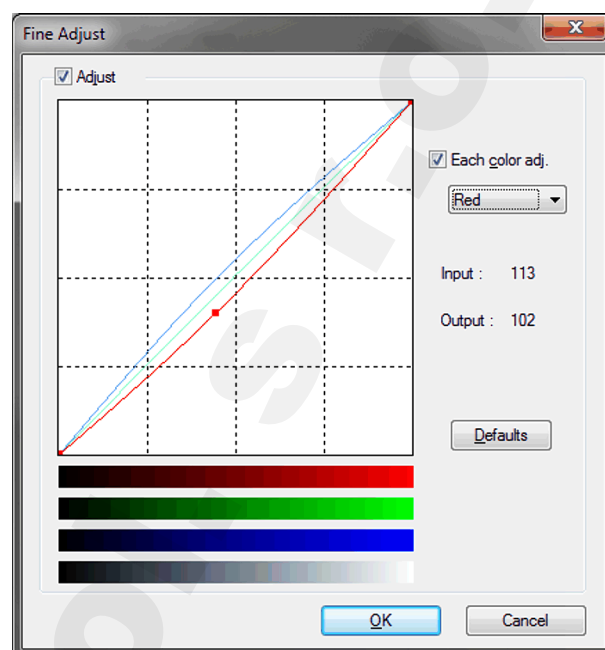 Fine Adjust
Adjust
Each color adj.
Red
Input : 113
Output : 102
Defaults
OK
Cancel